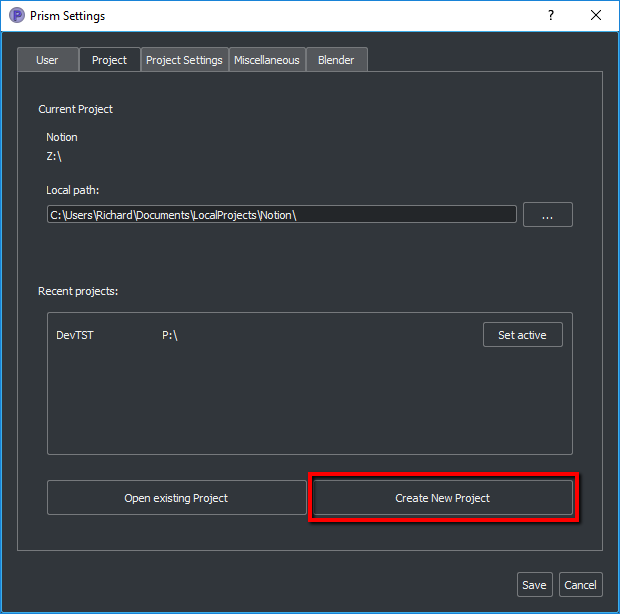 P Prism Settings ?
User Project Project Settings Miscellaneous Blender
Current Project
Notion
Z:\
Local path:
C:\Users\Richard\Documents\LocalProjects\Notion\ ...
Recent projects:
DevTST P:\ Set active
Open existing Project Create New Project
Save Cancel